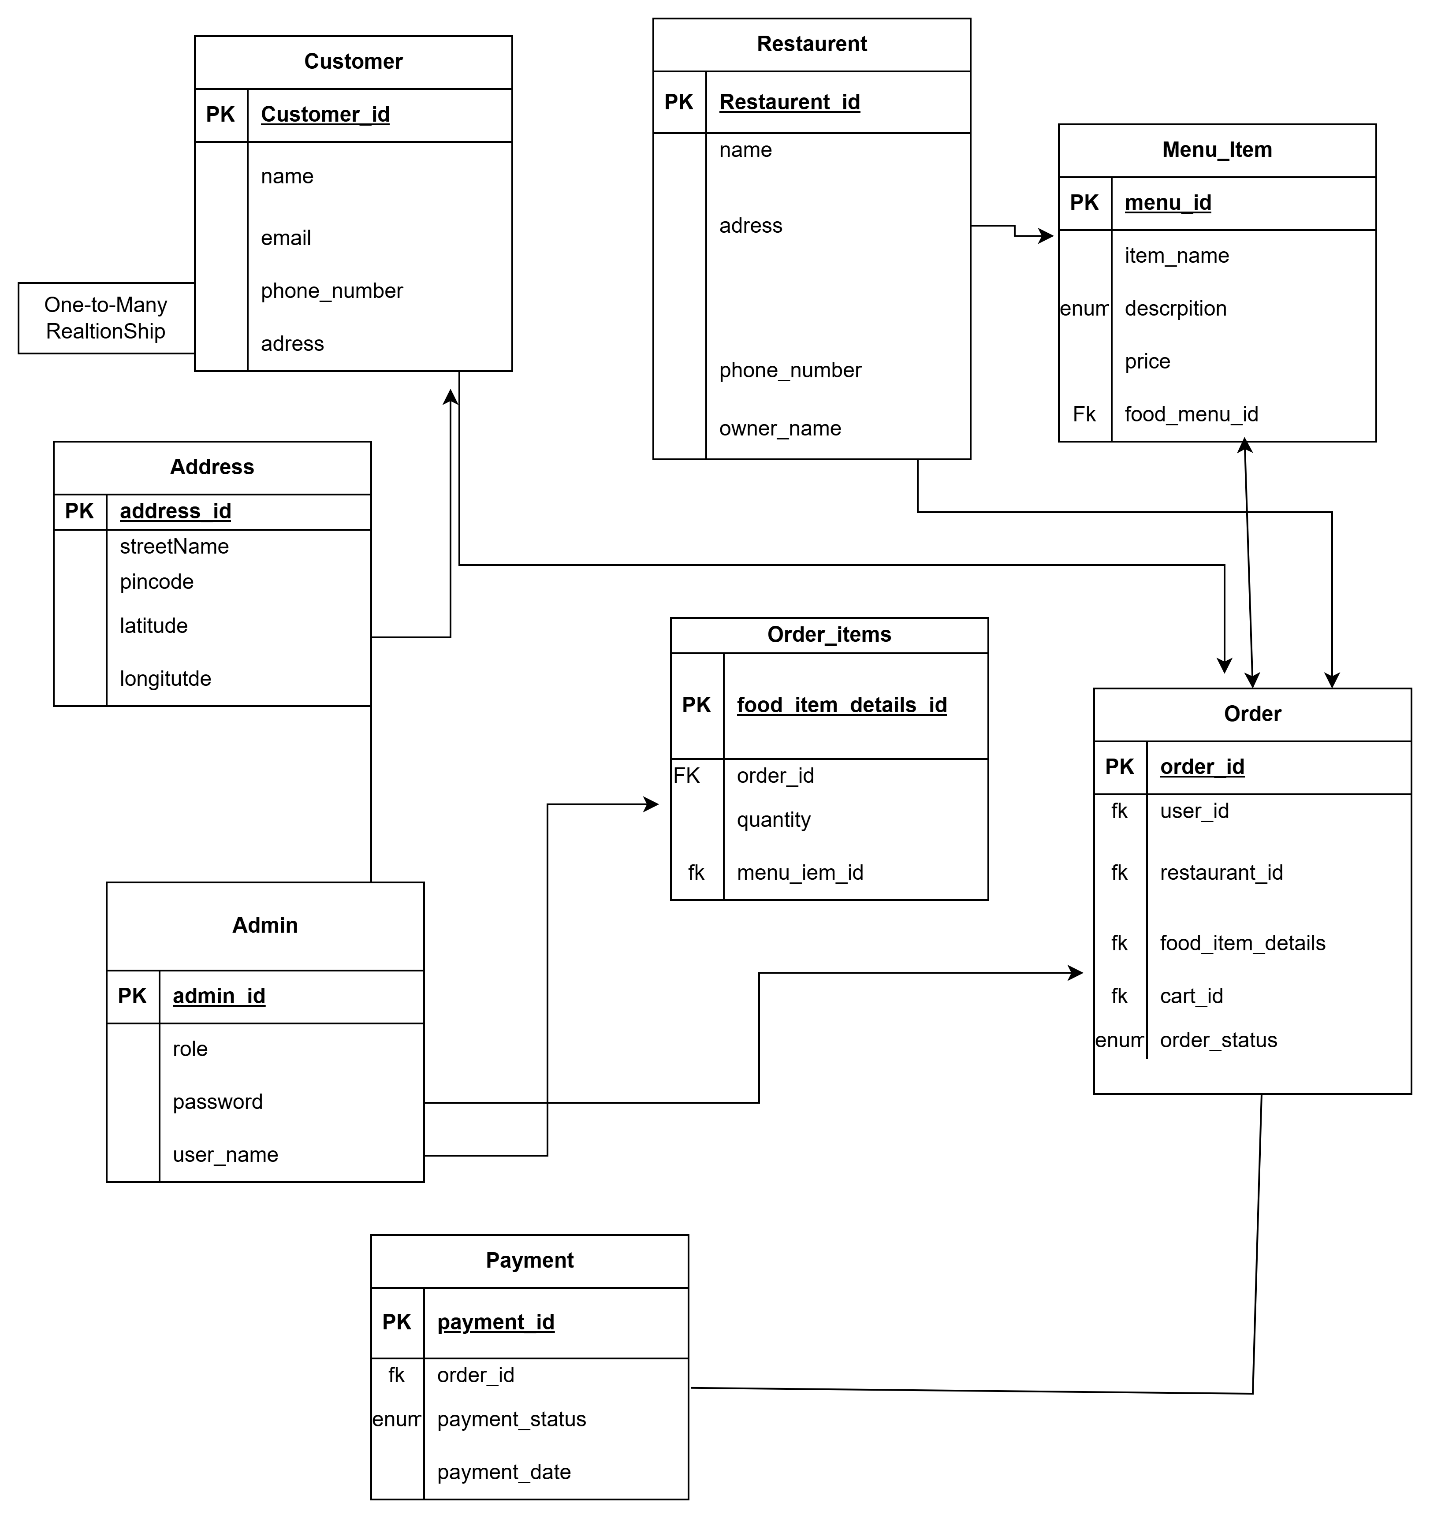 Customer
PK Customer_id
name
email
phone_number
adress
One-to-Many
RealtionShip
Restaurent
PK Restaurent_id
name
adress
phone_number
owner_name
Menu_Item
PK menu_id
item_name
enum descrpition
price
Fk food_menu_id
Address
PK address_id
streetName
pincode
latitude
longitutde
Order_items
PK food_item_details_id
FK order_id
quantity
fk menu_iem_id
Order
PK order_id
fk user_id
fk restaurant_id
fk food_item_details
fk cart_id
enum order_status
Admin
PK admin_id
role
password
user_name
Payment
PK payment_id
fk order_id
enum payment_status
payment_date